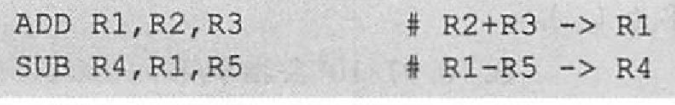 ADD R1,R2,R3 # R2+R3 -> R1
SUB R4,R1,R5 # R1-R5 -> R4